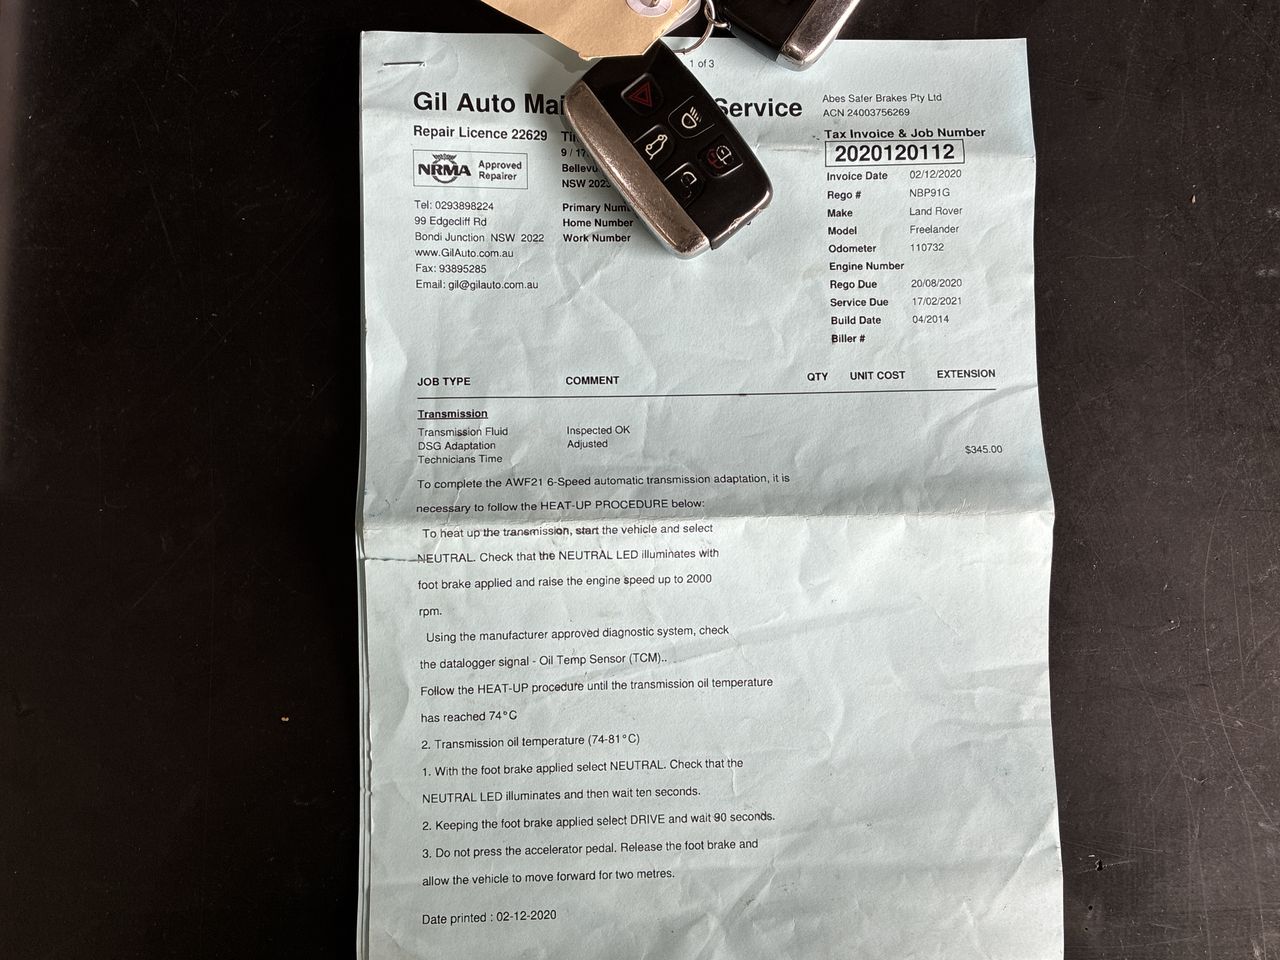 1 of 3
Gil Auto Mai Service
Repair Licence 22629
NRMA Approved
Repairer
Tel: 0293898224
99 Edgecliff Rd
Bondi Junction NSW 2022
www.GilAuto.com.au
Fax: 93895285
Email: gil@gilauto.com.au
9 / 17
Bellevu
NSW 2023
Primary Num
Home Number
Work Number
Abes Safer Brakes Pty Ltd
ACN 24003756269
Tax Invoice & Job Number
2020120112
Invoice Date 02/12/2020
Rego # NBP91G
Make Land Rover
Model Freelander
Odometer 110732
Engine Number
Rego Due 20/08/2020
Service Due 17/02/2021
Build Date 04/2014
Biller #
JOB TYPE COMMENT QTY UNIT COST EXTENSION
Transmission
Transmission Fluid Inspected OK
DSG Adaptation Adjusted
Technicians Time $345.00
To complete the AWF21 6-Speed automatic transmission adaptation, it is
necessary to follow the HEAT-UP PROCEDURE below:
To heat up the transmission, start the vehicle and select
NEUTRAL. Check that the NEUTRAL LED illuminates with
foot brake applied and raise the engine speed up to 2000
rpm.
Using the manufacturer approved diagnostic system, check
the datalogger signal - Oil Temp Sensor (TCM)..
Follow the HEAT-UP procedure until the transmission oil temperature
has reached 74°C
2. Transmission oil temperature (74-81°C)
1. With the foot brake applied select NEUTRAL. Check that the
NEUTRAL LED illuminates and then wait ten seconds.
2. Keeping the foot brake applied select DRIVE and wait 90 seconds.
3. Do not press the accelerator pedal. Release the foot brake and
allow the vehicle to move forward for two metres.
Date printed : 02-12-2020